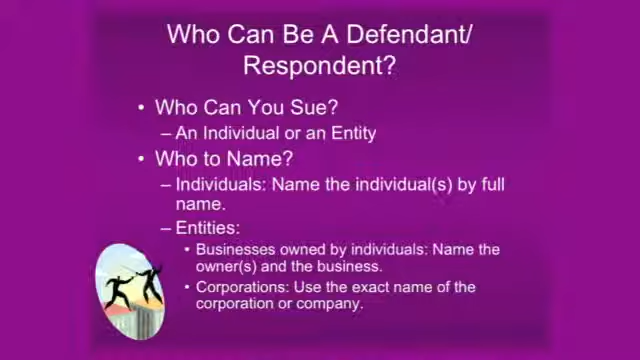 Who Can Be A Defendant/
Respondent?
• Who Can You Sue?
– An Individual or an Entity
• Who to Name?
– Individuals: Name the individual(s) by full
name.
– Entities:
• Businesses owned by individuals: Name the
owner(s) and the business.
• Corporations: Use the exact name of the
corporation or company.